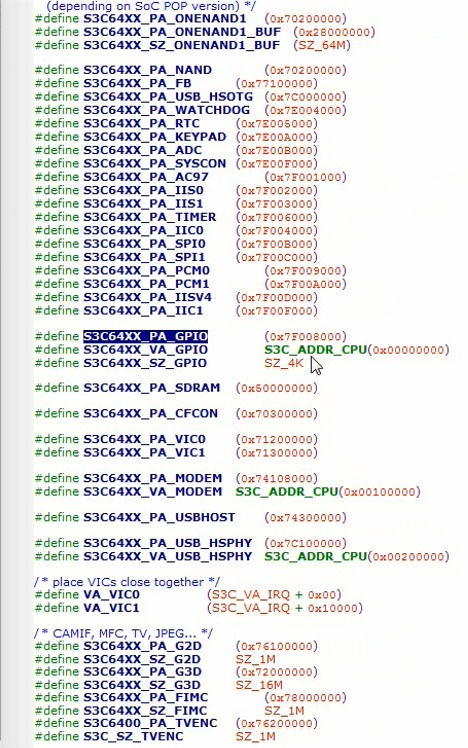 (depending on SoC POP version) */
#define S3C64XX_PA_ONENAND1 (0x70200000)
#define S3C64XX_PA_ONENAND1_BUF (0x28000000)
#define S3C64XX_SZ_ONENAND1_BUF (SZ_64M)
#define S3C64XX_PA_NAND (0x70200000)
#define S3C64XX_PA_FB (0x77100000)
#define S3C64XX_PA_USB_HSOTG (0x7C000000)
#define S3C64XX_PA_WATCHDOG (0x7E004000)
#define S3C64XX_PA_RTC (0x7E005000)
#define S3C64XX_PA_KEYPAD (0x7E00A000)
#define S3C64XX_PA_ADC (0x7E00B000)
#define S3C64XX_PA_SYSCON (0x7E00F000)
#define S3C64XX_PA_AC97 (0x7F001000)
#define S3C64XX_PA_IIS0 (0x7F002000)
#define S3C64XX_PA_IIS1 (0x7F003000)
#define S3C64XX_PA_TIMER (0x7F006000)
#define S3C64XX_PA_IIC0 (0x7F004000)
#define S3C64XX_PA_SPI0 (0x7F00B000)
#define S3C64XX_PA_SPI1 (0x7F00C000)
#define S3C64XX_PA_PCM0 (0x7F009000)
#define S3C64XX_PA_PCM1 (0x7F00A000)
#define S3C64XX_PA_IISV4 (0x7F00D000)
#define S3C64XX_PA_IIC1 (0x7F00F000)
#define S3C64XX_PA_GPIO (0x7F008000)
#define S3C64XX_VA_GPIO S3C_ADDR_CPU(0x00000000)
#define S3C64XX_SZ_GPIO SZ_4K
#define S3C64XX_PA_SDRAM (0x50000000)
#define S3C64XX_PA_CFCON (0x70300000)
#define S3C64XX_PA_VIC0 (0x71200000)
#define S3C64XX_PA_VIC1 (0x71300000)
#define S3C64XX_PA_MODEM (0x74108000)
#define S3C64XX_VA_MODEM S3C_ADDR_CPU(0x00100000)
#define S3C64XX_PA_USBHOST (0x74300000)
#define S3C64XX_PA_USB_HSPHY (0x7C100000)
#define S3C64XX_VA_USB_HSPHY S3C_ADDR_CPU(0x00200000)
/* place VICs close together */
#define VA_VIC0 (S3C_VA_IRQ + 0x00)
#define VA_VIC1 (S3C_VA_IRQ + 0x10000)
/* CAMIF, MFC, TV, JPEG... */
#define S3C64XX_PA_G2D (0x76100000)
#define S3C64XX_SZ_G2D SZ_1M
#define S3C64XX_PA_G3D (0x72000000)
#define S3C64XX_SZ_G3D SZ_16M
#define S3C64XX_PA_FIMC (0x78000000)
#define S3C64XX_SZ_FIMC SZ_1M
#define S3C6400_PA_TVENC (0x76200000)
#define S3C_SZ_TVENC SZ_1M